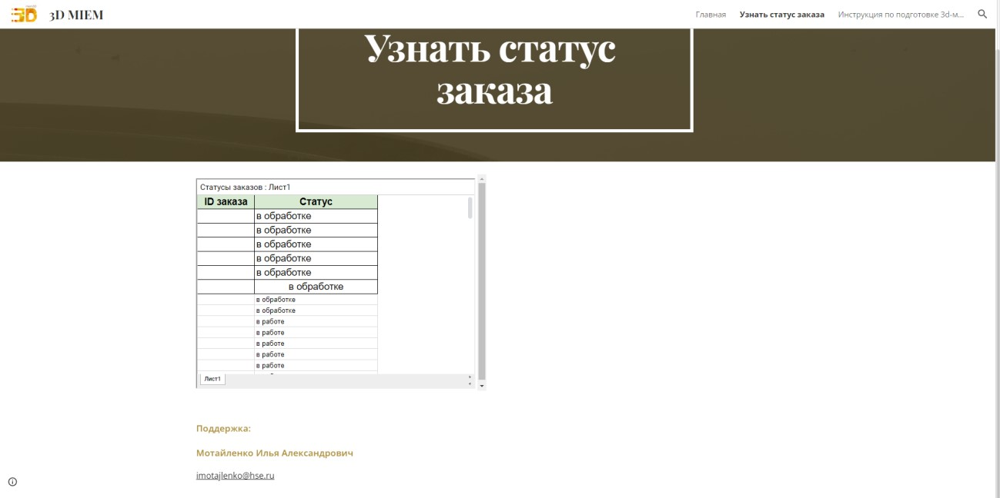 3D MIEM
Главная
Узнать статус заказа
Инструкция по подготовке 3d-м...
Узнать статус
заказа
Статусы заказов : Лист1
ID заказа Статус
в обработке
в обработке
в обработке
в обработке
в обработке
в обработке
в обработке
в обработке
в работе
в работе
в работе
в работе
в работе
Лист1
Поддержка:
Мотайленко Илья Александрович
imotajlenko@hse.ru